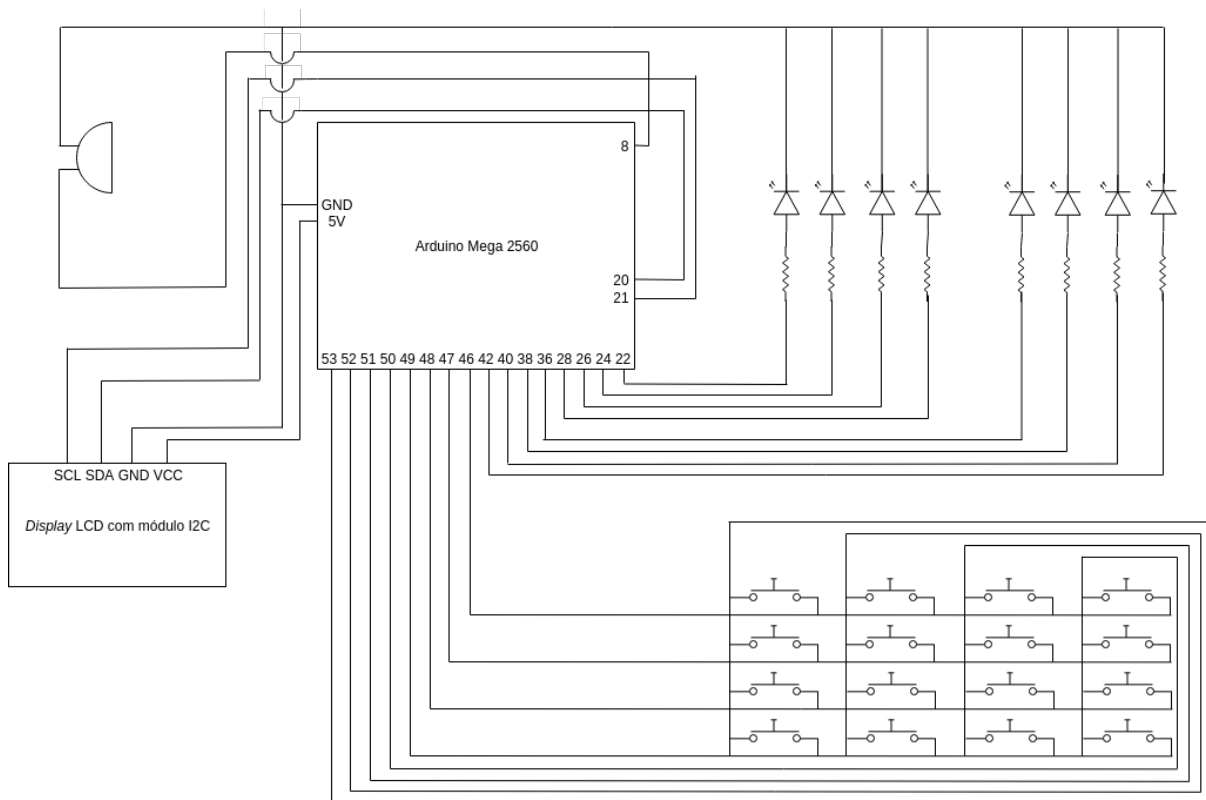 8
GND
5V
Arduino Mega 2560
20
21
53 52 51 50 49 48 47 46 42 40 38 36 28 26 24 22
SCL SDA GND VCC
Display LCD com módulo I2C